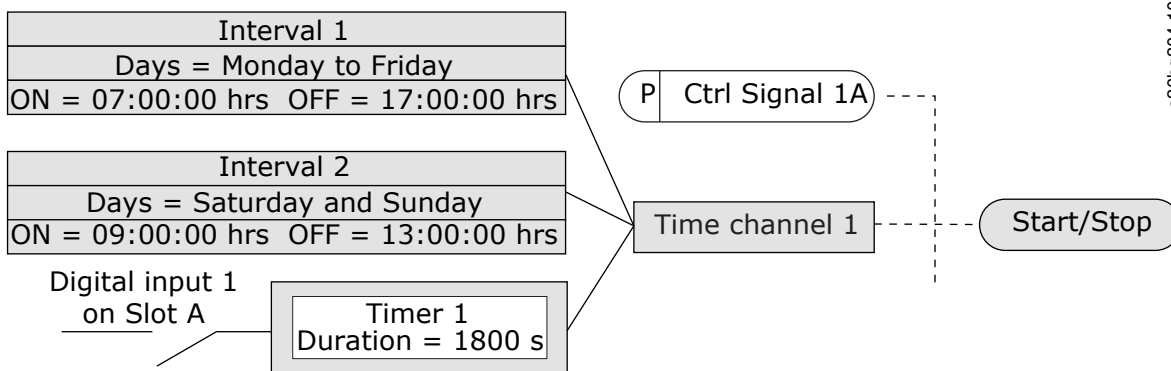 Interval 1
Days = Monday to Friday
ON = 07:00:00 hrs OFF = 17:00:00 hrs
P Ctrl Signal 1A
Interval 2
Days = Saturday and Sunday
ON = 09:00:00 hrs OFF = 13:00:00 hrs
Time channel 1
Start/Stop
Digital input 1
on Slot A
Timer 1
Duration = 1800 s